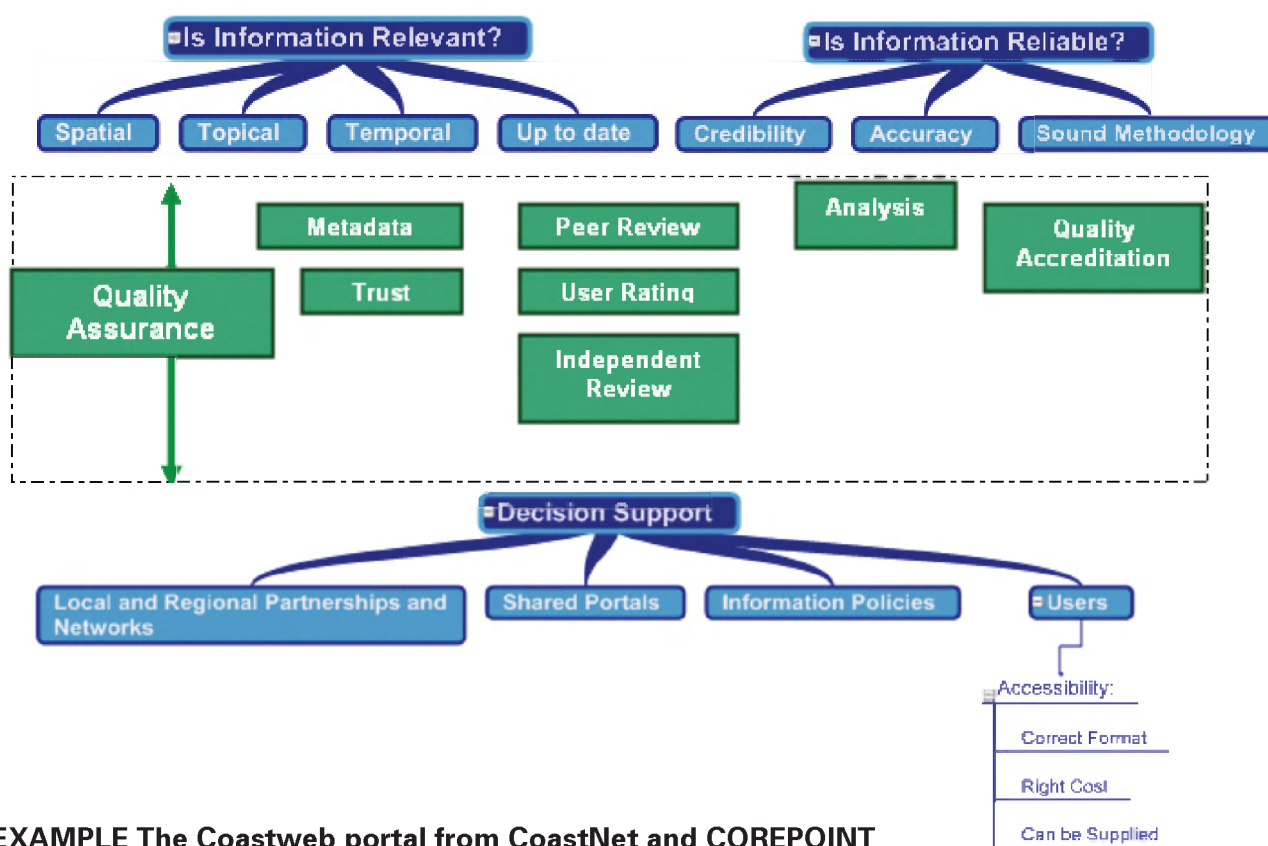 Is Information Relevant?
Is Information Reliable?
Spatial
Topical
Temporal
Up to date
Credibility
Accuracy
Sound Methodology
Metadata
Peer Review
Analysis
Quality
Accreditation
Quality
Assurance
Trust
User Rating
Independent
Review
Decision Support
Local and Regional Partnerships and
Networks
Shared Portals
Information Policies
Users
Accessibility:
Correct Format
Right Cost
Can be Supplied
EXAMPLE The Coastweb portal from CoastNet and COREPOINT